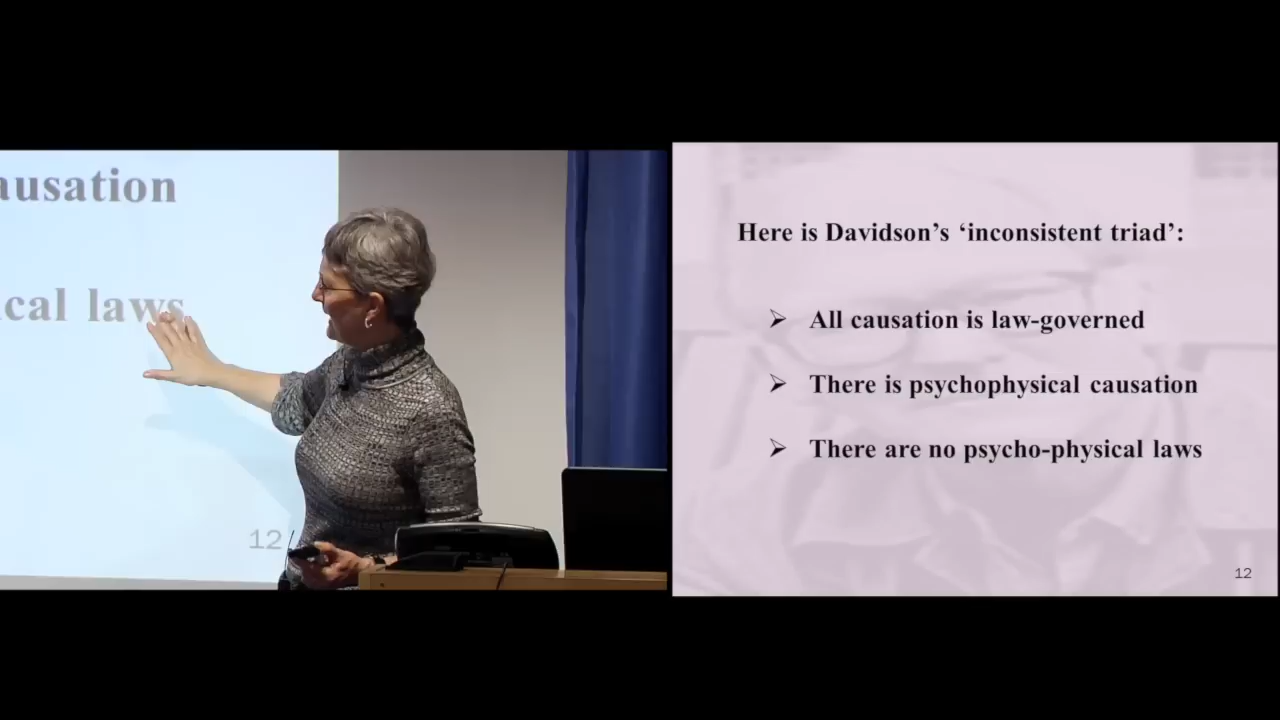 ausation
ical laws
12
Here is Davidson’s ‘inconsistent triad’:
➢ All causation is law-governed
➢ There is psychophysical causation
➢ There are no psycho-physical laws
12